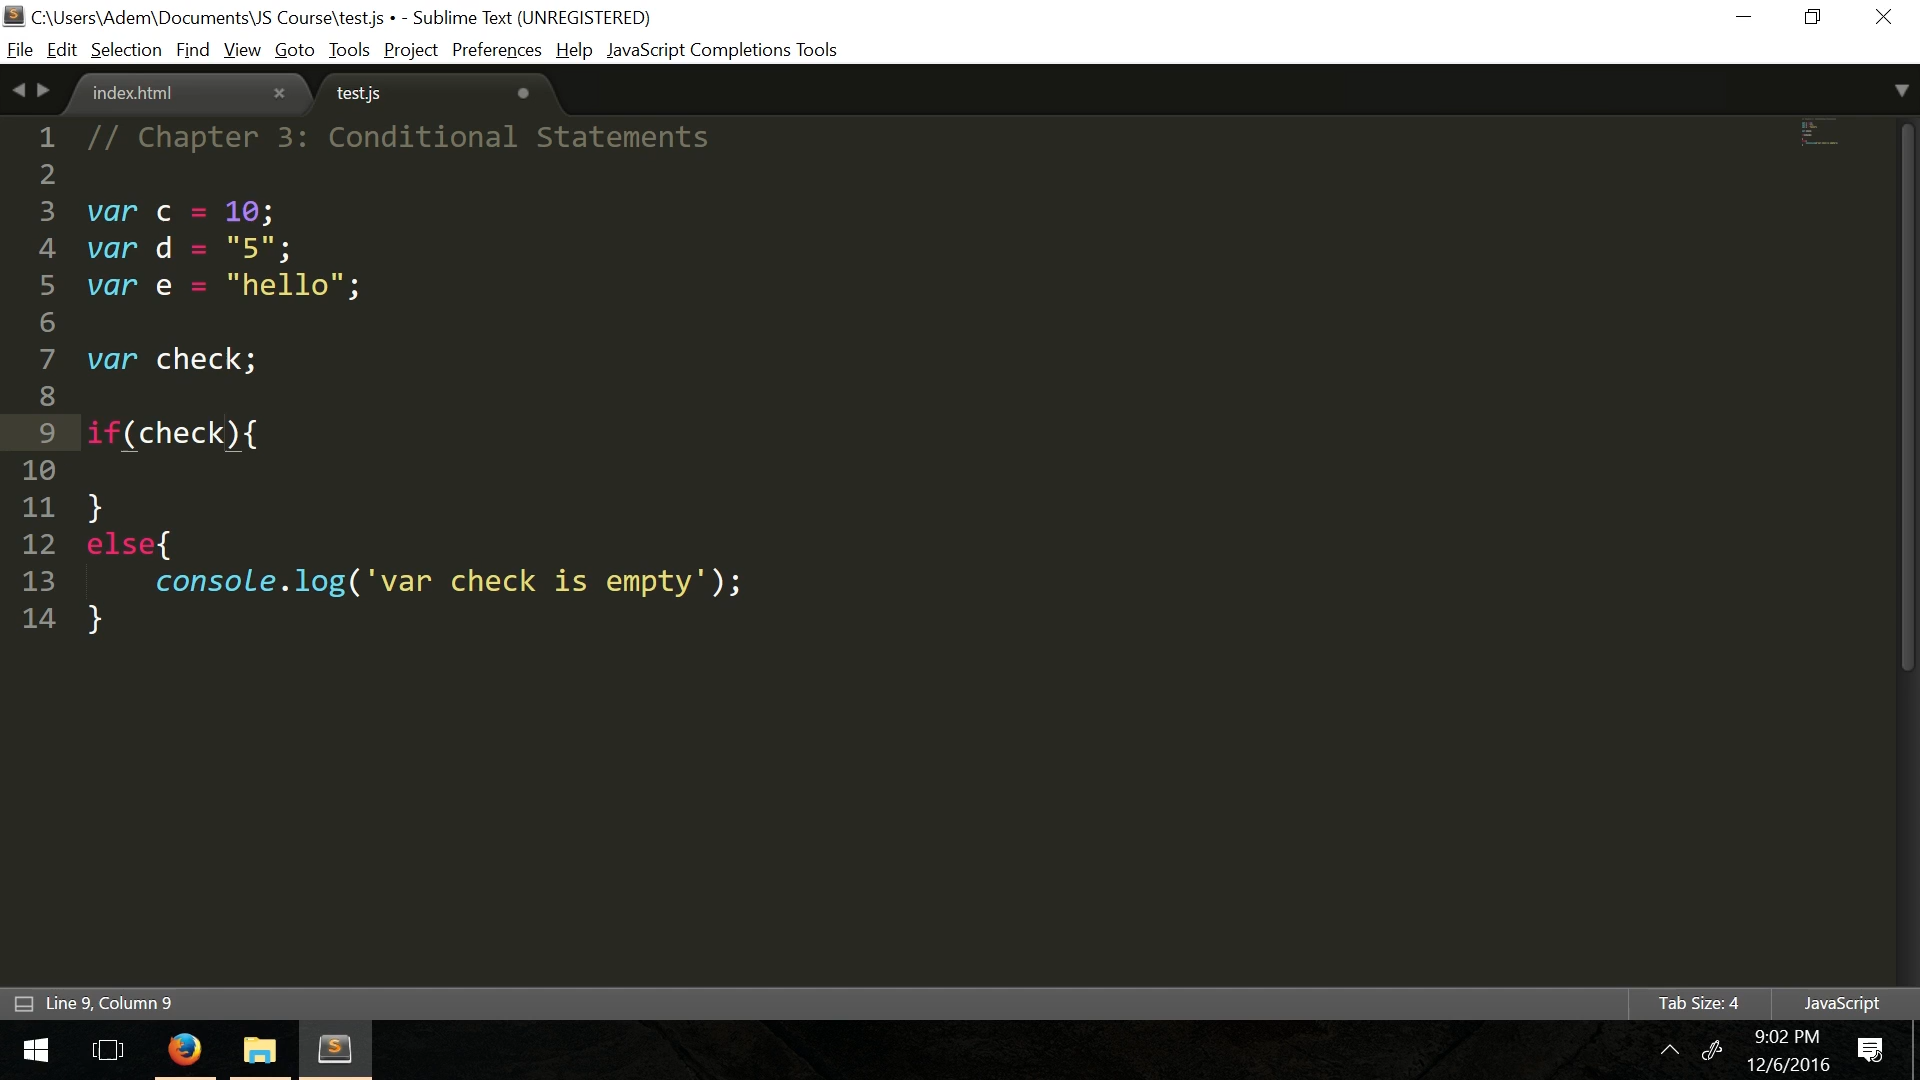 C:\Users\Adem\Documents\JS Course\test.js • - Sublime Text (UNREGISTERED)
File Edit Selection Find View Goto Tools Project Preferences Help JavaScript Completions Tools
index.html × test.js
1 // Chapter 3: Conditional Statements
2
3 var c = 10;
4 var d = "5";
5 var e = "hello";
6
7 var check;
8
9 if(check){
10
11 }
12 else{
13 console.log('var check is empty');
14 }
Line 9, Column 9 Tab Size: 4 JavaScript
9:02 PM
12/6/2016